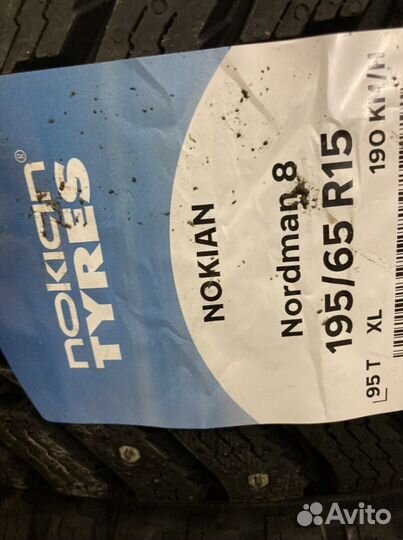 nokian®
TYRES
NOKIAN
Nordman 8
195/65 R15
95 T XL 190 KM/H
Avito